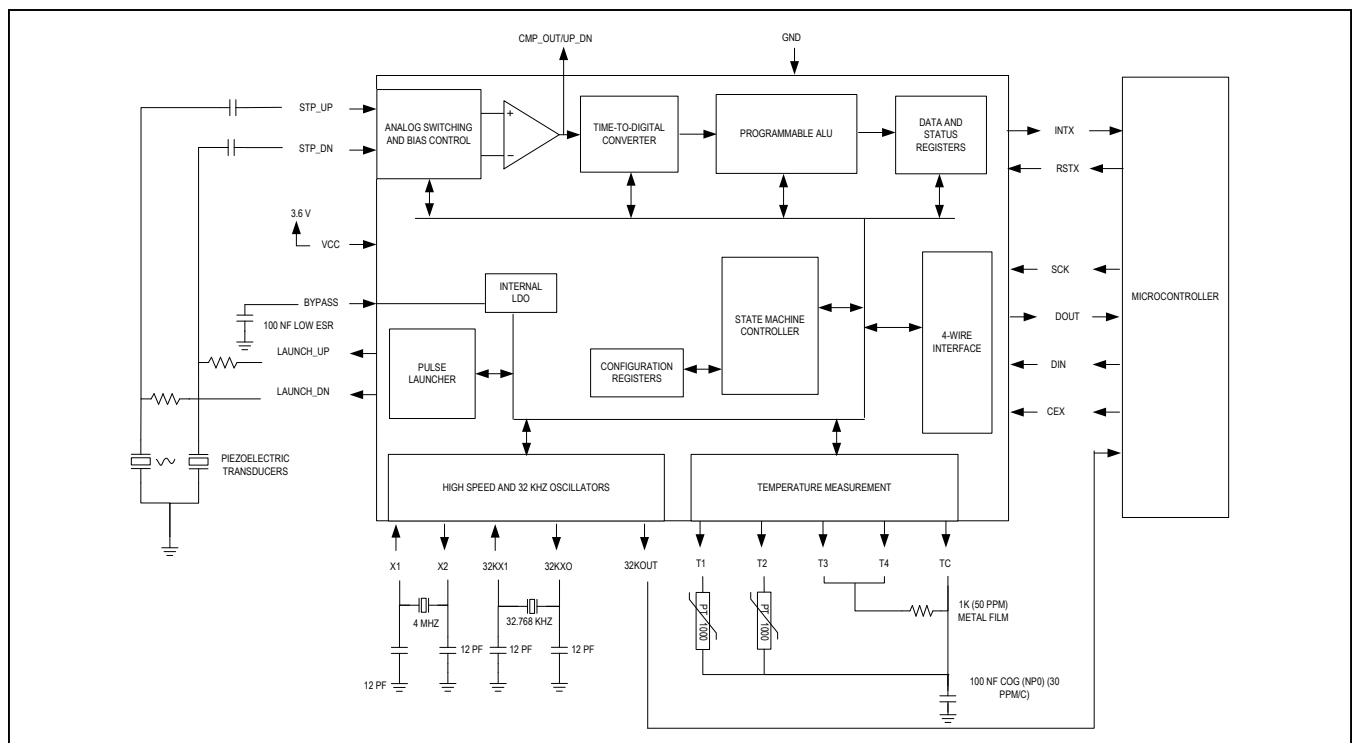 CMP_OUT/UP_DN
GND
STP_UP
STP_DN
ANALOG SWITCHING
AND BIAS CONTROL
+
−
TIME-TO-DIGITAL
CONVERTER
PROGRAMMABLE ALU
DATA AND
STATUS
REGISTERS
INTX
RSTX
3.6 V
VCC
INTERNAL
LDO
BYPASS
100 NF LOW ESR
LAUNCH_UP
LAUNCH_DN
PULSE
LAUNCHER
STATE MACHINE
CONTROLLER
CONFIGURATION
REGISTERS
4-WIRE
INTERFACE
SCK
DOUT
DIN
CEX
MICROCONTROLLER
PIEZOELECTRIC
TRANSDUCERS
HIGH SPEED AND 32 KHZ OSCILLATORS
TEMPERATURE MEASUREMENT
X1
X2
32KX1
32KXO
32KOUT
T1
T2
T3
T4
TC
4 MHZ
32.768 KHZ
12 PF
12 PF
12 PF
12 PF
PT
1000
PT
1000
1K (50 PPM)
METAL FILM
100 NF COG (NP0) (30
PPM/C)